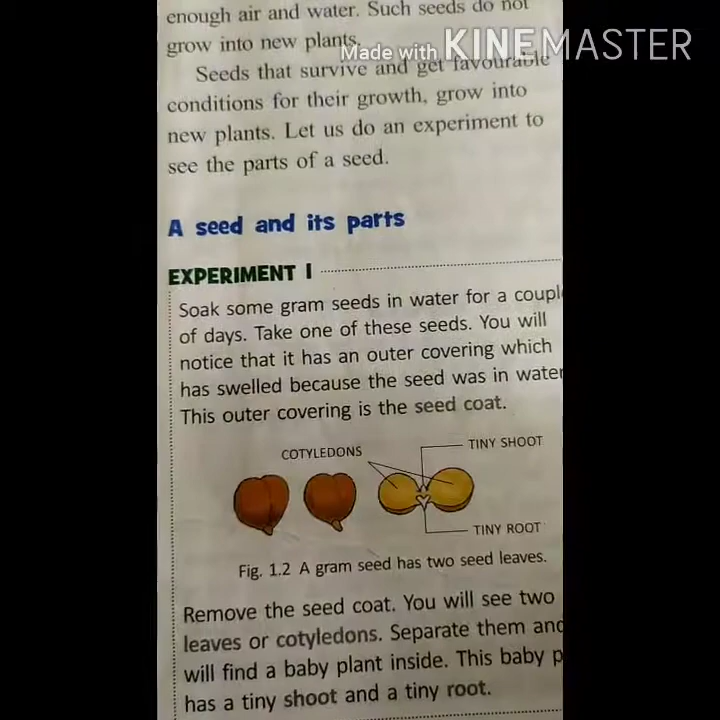 enough air and water. Such seeds do not
grow into new plants.
Made with KINEMASTER
Seeds that survive and get favourable
conditions for their growth, grow into
new plants. Let us do an experiment to
see the parts of a seed.
A seed and its parts
EXPERIMENT I
Soak some gram seeds in water for a coupl
of days. Take one of these seeds. You will
notice that it has an outer covering which
has swelled because the seed was in water
This outer covering is the seed coat.
COTYLEDONS
TINY SHOOT
TINY ROOT
Fig. 1.2 A gram seed has two seed leaves.
Remove the seed coat. You will see two
leaves or cotyledons. Separate them and
will find a baby plant inside. This baby p
has a tiny shoot and a tiny root.